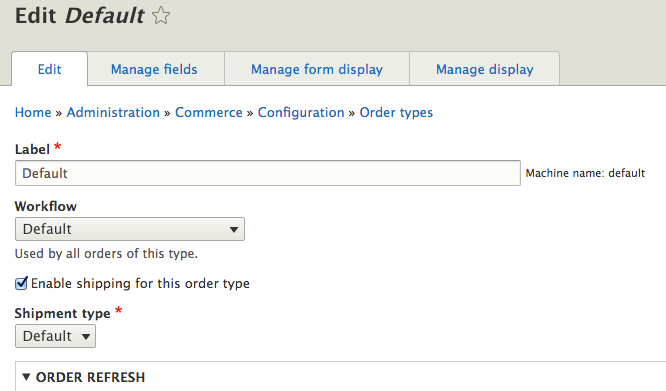 Edit Default
Edit Manage fields Manage form display Manage display
Home » Administration » Commerce » Configuration » Order types
Label *
Default Machine name: default
Workflow
Default
Used by all orders of this type.
Enable shipping for this order type
Shipment type *
Default
ORDER REFRESH